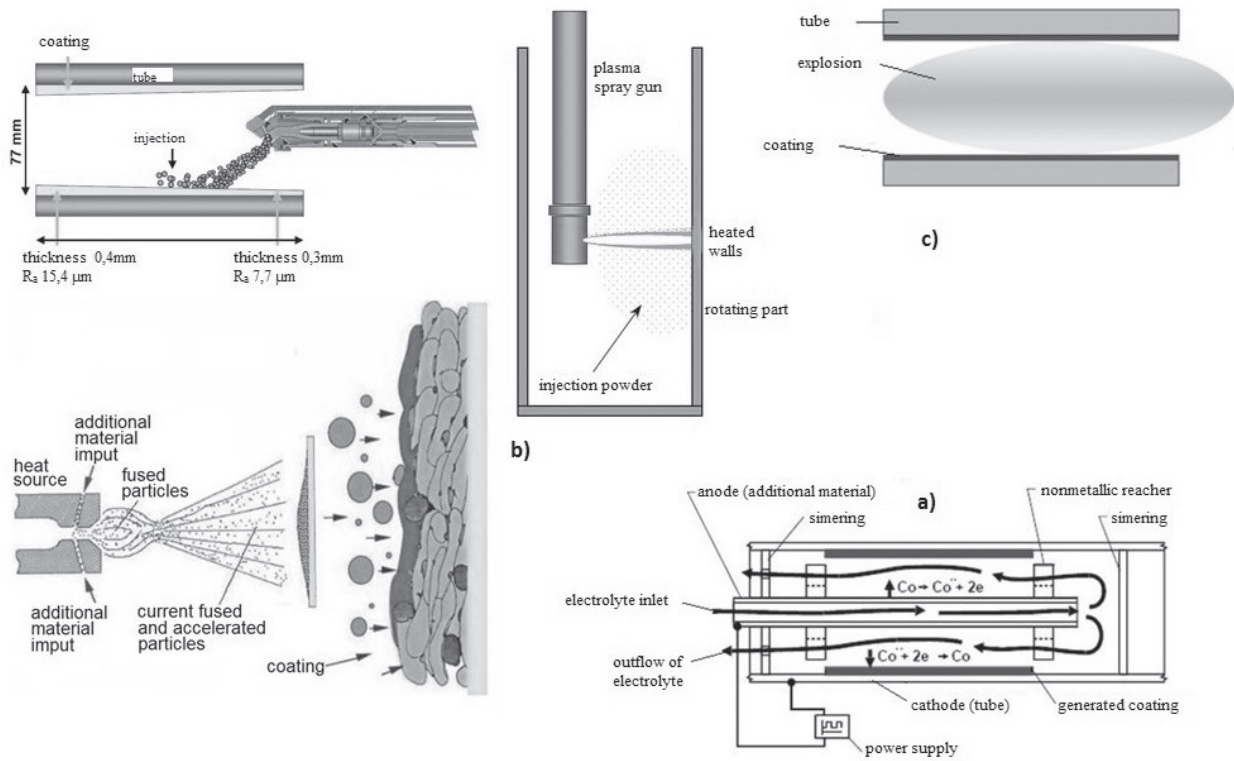 coating
tube
injection
77 mm
thickness 0,4mm
Ra 15,4 µm
thickness 0,3mm
Ra 7,7 µm
plasma
spray gun
heated
walls
rotating part
injection powder
tube
explosion
coating
c)
additional
material
imput
heat
source
fused
particles
additional
material
imput
current fused
and accelerated
particles
coating
b)
a)
anode (additional material)
simering
nonmetallic reacher
simering
Co→ Co¨+ 2e
electrolyte inlet
outflow of
electrolyte
Co¨+ 2e → Co
cathode (tube)
generated coating
power supply